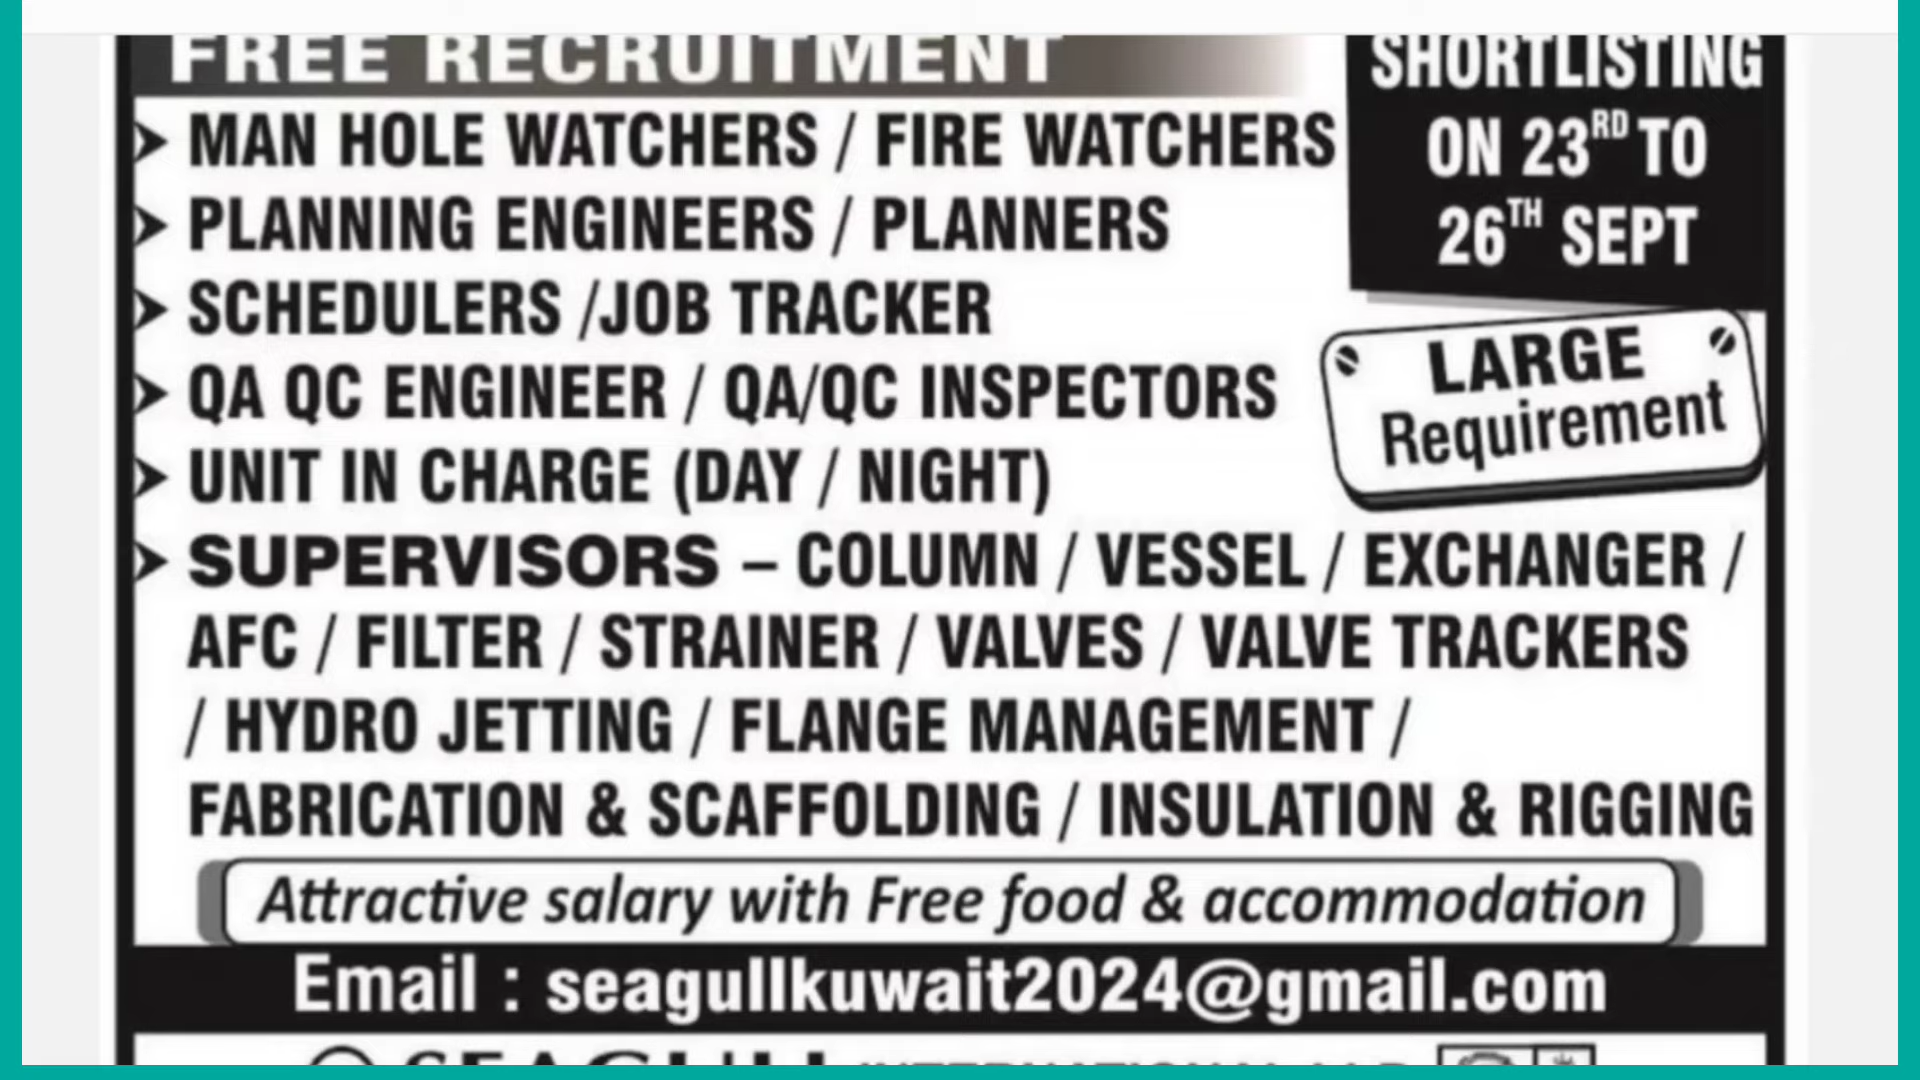 FREE RECRUITMENT
SHORTLISTING
ON 23RD TO
26TH SEPT
➤ MAN HOLE WATCHERS / FIRE WATCHERS
➤ PLANNING ENGINEERS / PLANNERS
➤ SCHEDULERS /JOB TRACKER
➤ QA QC ENGINEER / QA/QC INSPECTORS
➤ UNIT IN CHARGE (DAY / NIGHT)
LARGE
Requirement
➤ SUPERVISORS – COLUMN / VESSEL / EXCHANGER /
AFC / FILTER / STRAINER / VALVES / VALVE TRACKERS
/ HYDRO JETTING / FLANGE MANAGEMENT /
FABRICATION & SCAFFOLDING / INSULATION & RIGGING
Attractive salary with Free food & accommodation
Email : seagullkuwait2024@gmail.com
SEAGULL INTERNATIONAL